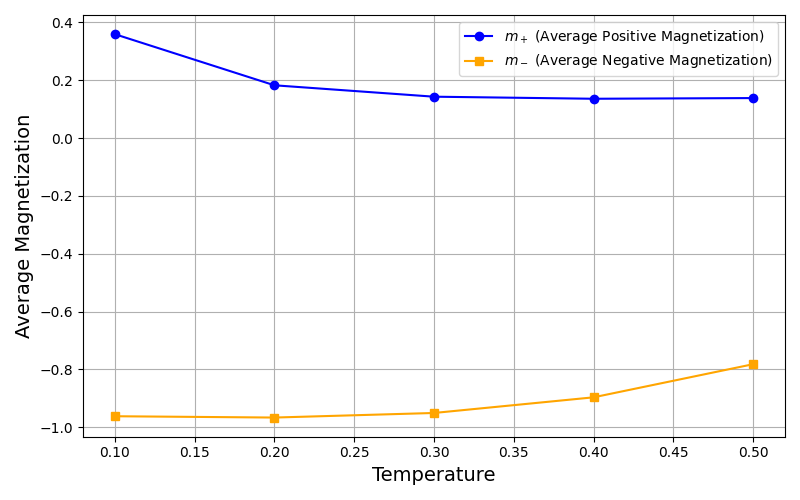 0.4
0.2
0.0
−0.2
−0.4
−0.6
−0.8
−1.0
Average Magnetization
m₊ (Average Positive Magnetization)
m₋ (Average Negative Magnetization)
0.10 0.15 0.20 0.25 0.30 0.35 0.40 0.45 0.50
Temperature